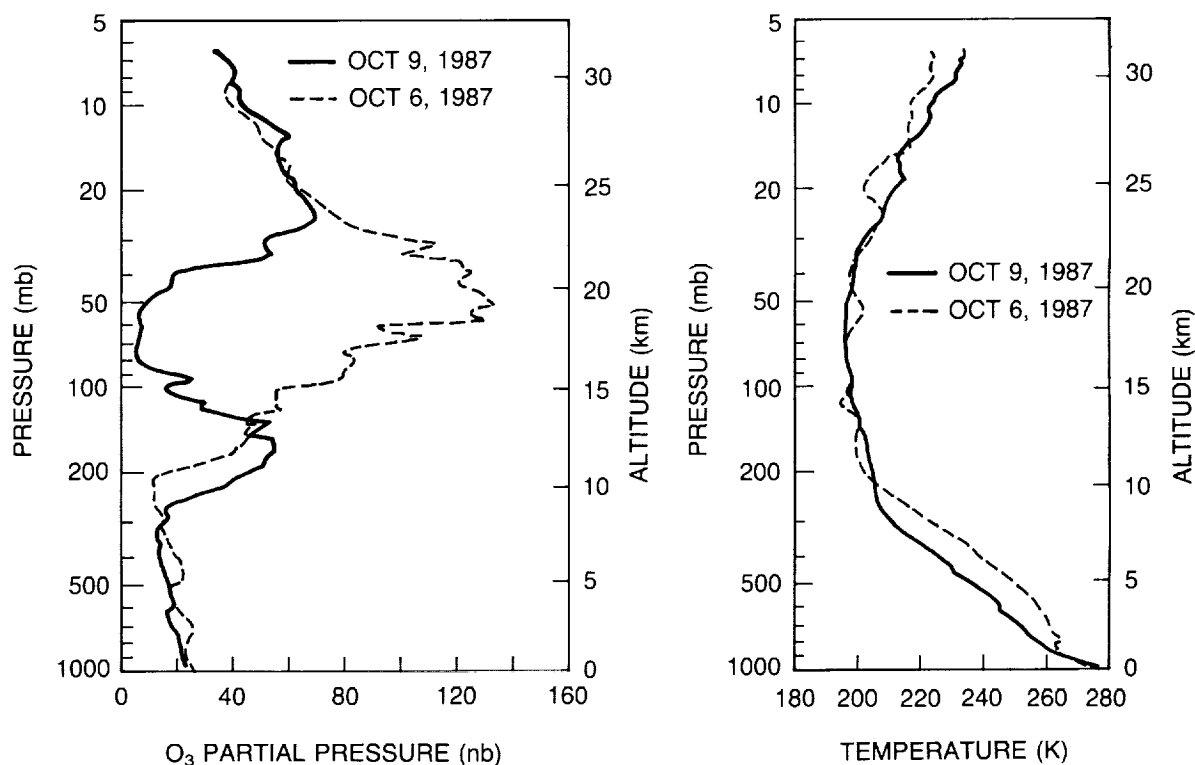 5
10
20
50
100
200
500
1000
PRESSURE (mb)
OCT 9, 1987
OCT 6, 1987
30
25
20
15
10
5
0
ALTITUDE (km)
0 40 80 120 160
O₃ PARTIAL PRESSURE (nb)
5
10
20
50
100
200
500
1000
PRESSURE (mb)
OCT 9, 1987
OCT 6, 1987
30
25
20
15
10
5
0
ALTITUDE (km)
180 200 220 240 260 280
TEMPERATURE (K)